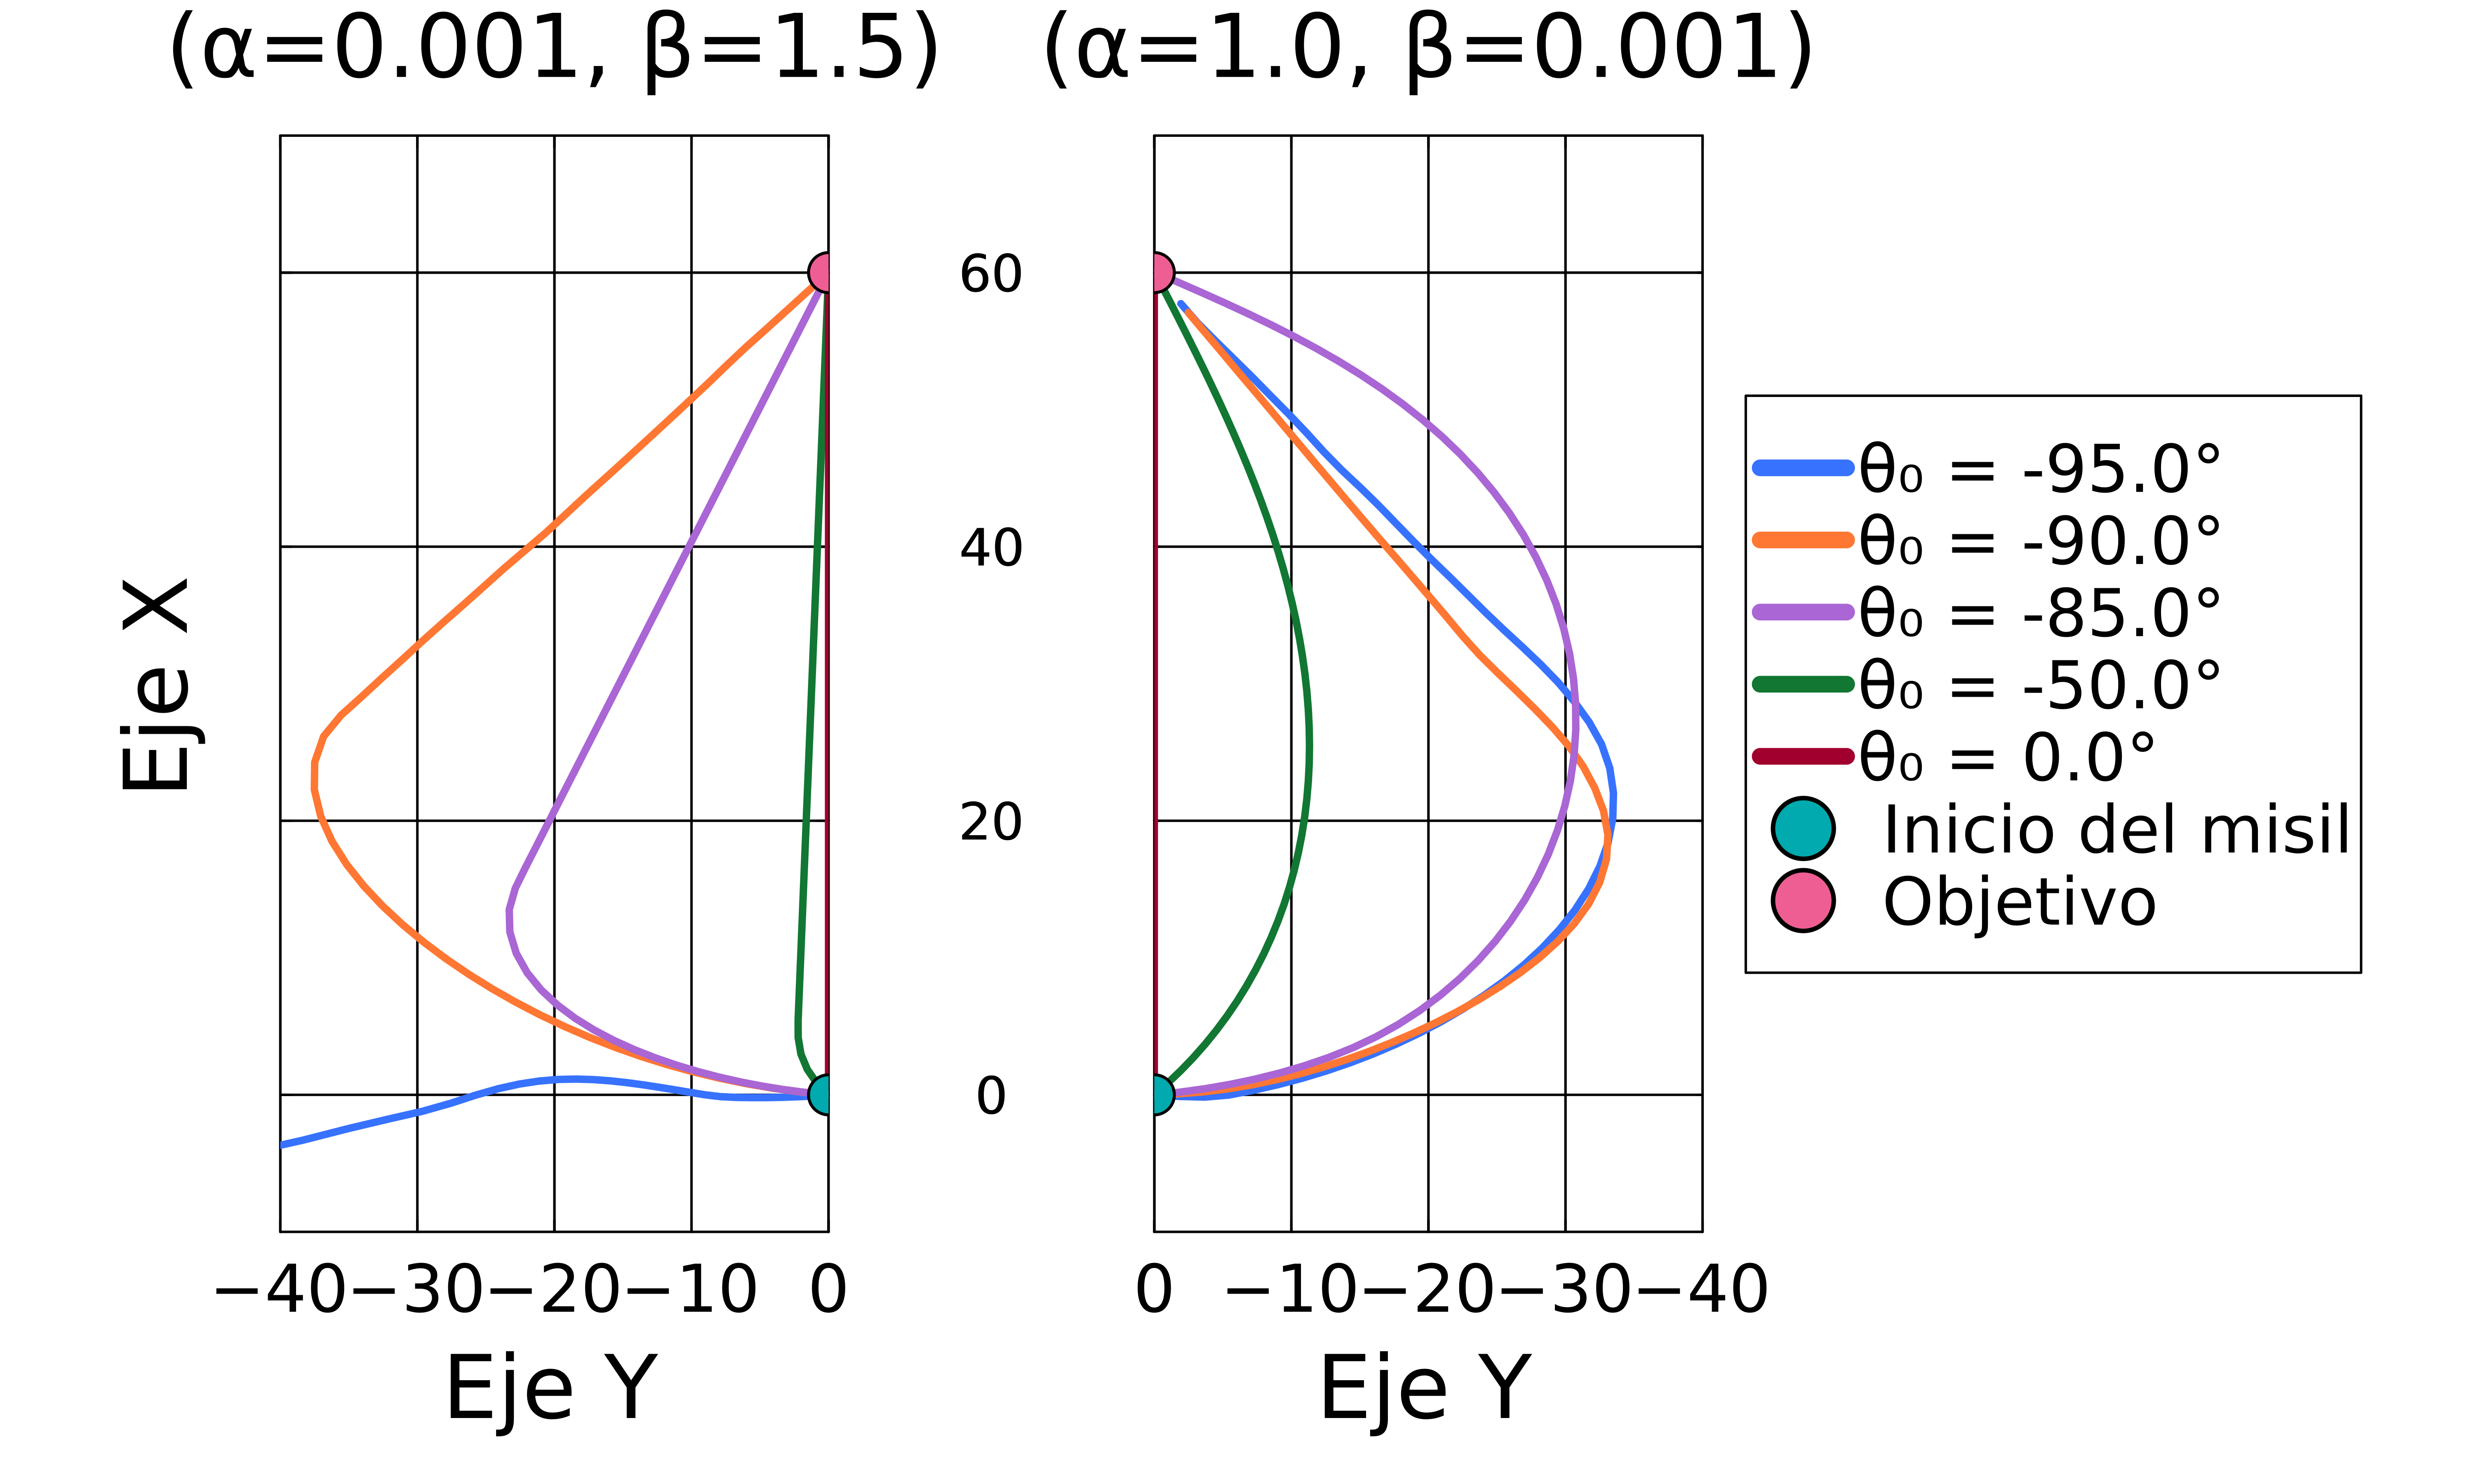 (α=0.001, β=1.5) (α=1.0, β=0.001)
Eje X
60
40
20
0
−40 −30 −20 −10 0
0 −10 −20 −30 −40
Eje Y
Eje Y
θ₀ = -95.0°
θ₀ = -90.0°
θ₀ = -85.0°
θ₀ = -50.0°
θ₀ = 0.0°
Inicio del misil
Objetivo